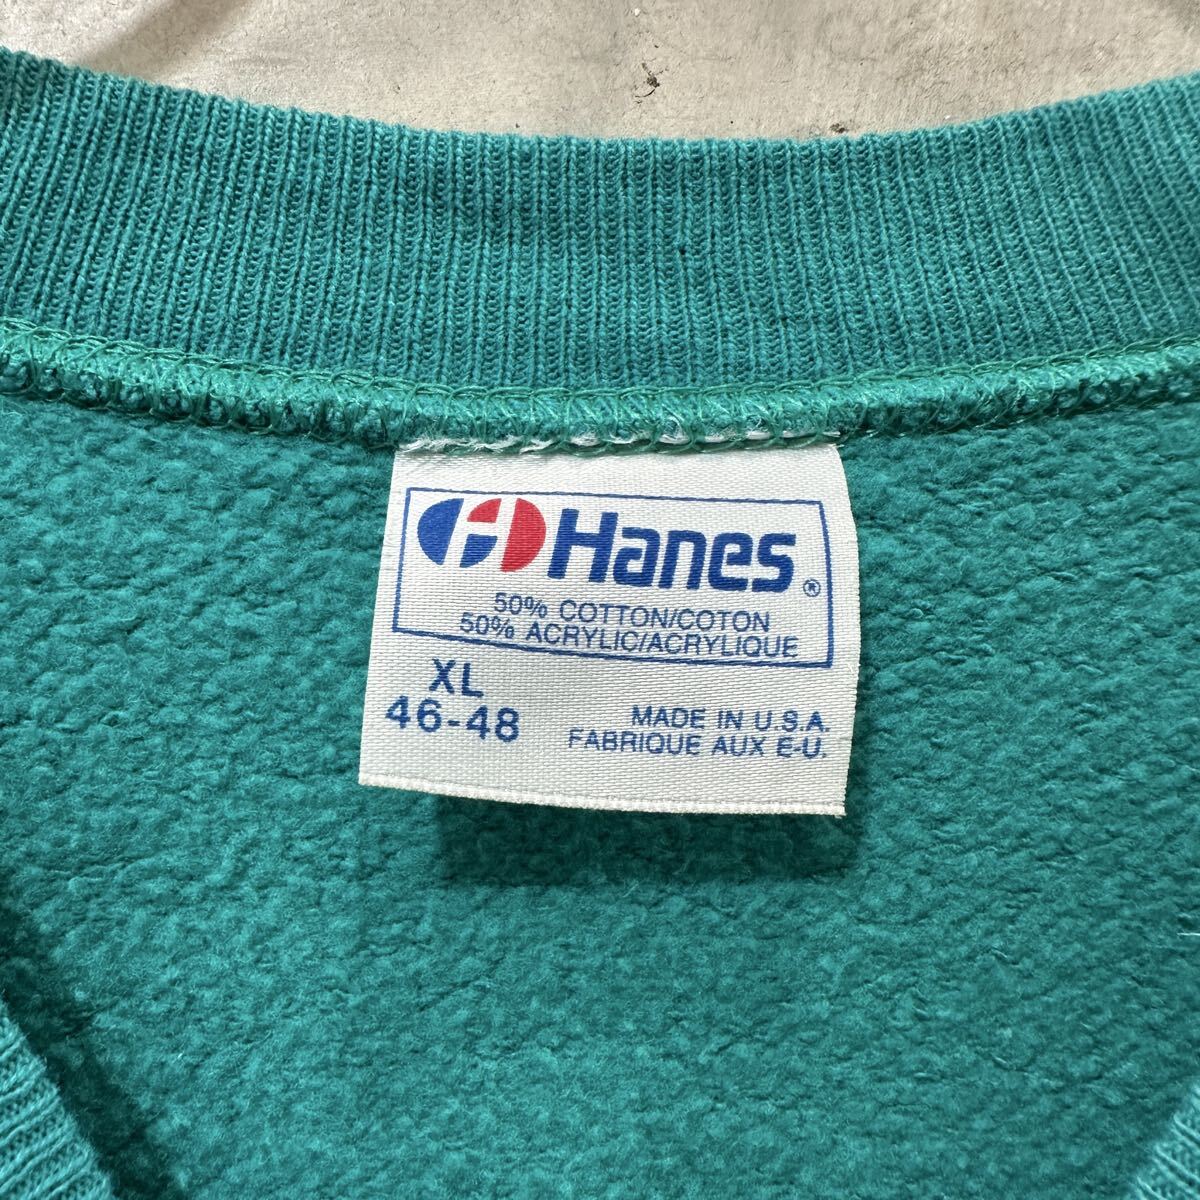 Hanes®
50% COTTON/COTON
50% ACRYLIC/ACRYLIQUE
XL
46-48
MADE IN U.S.A.
FABRIQUE AUX E-U.